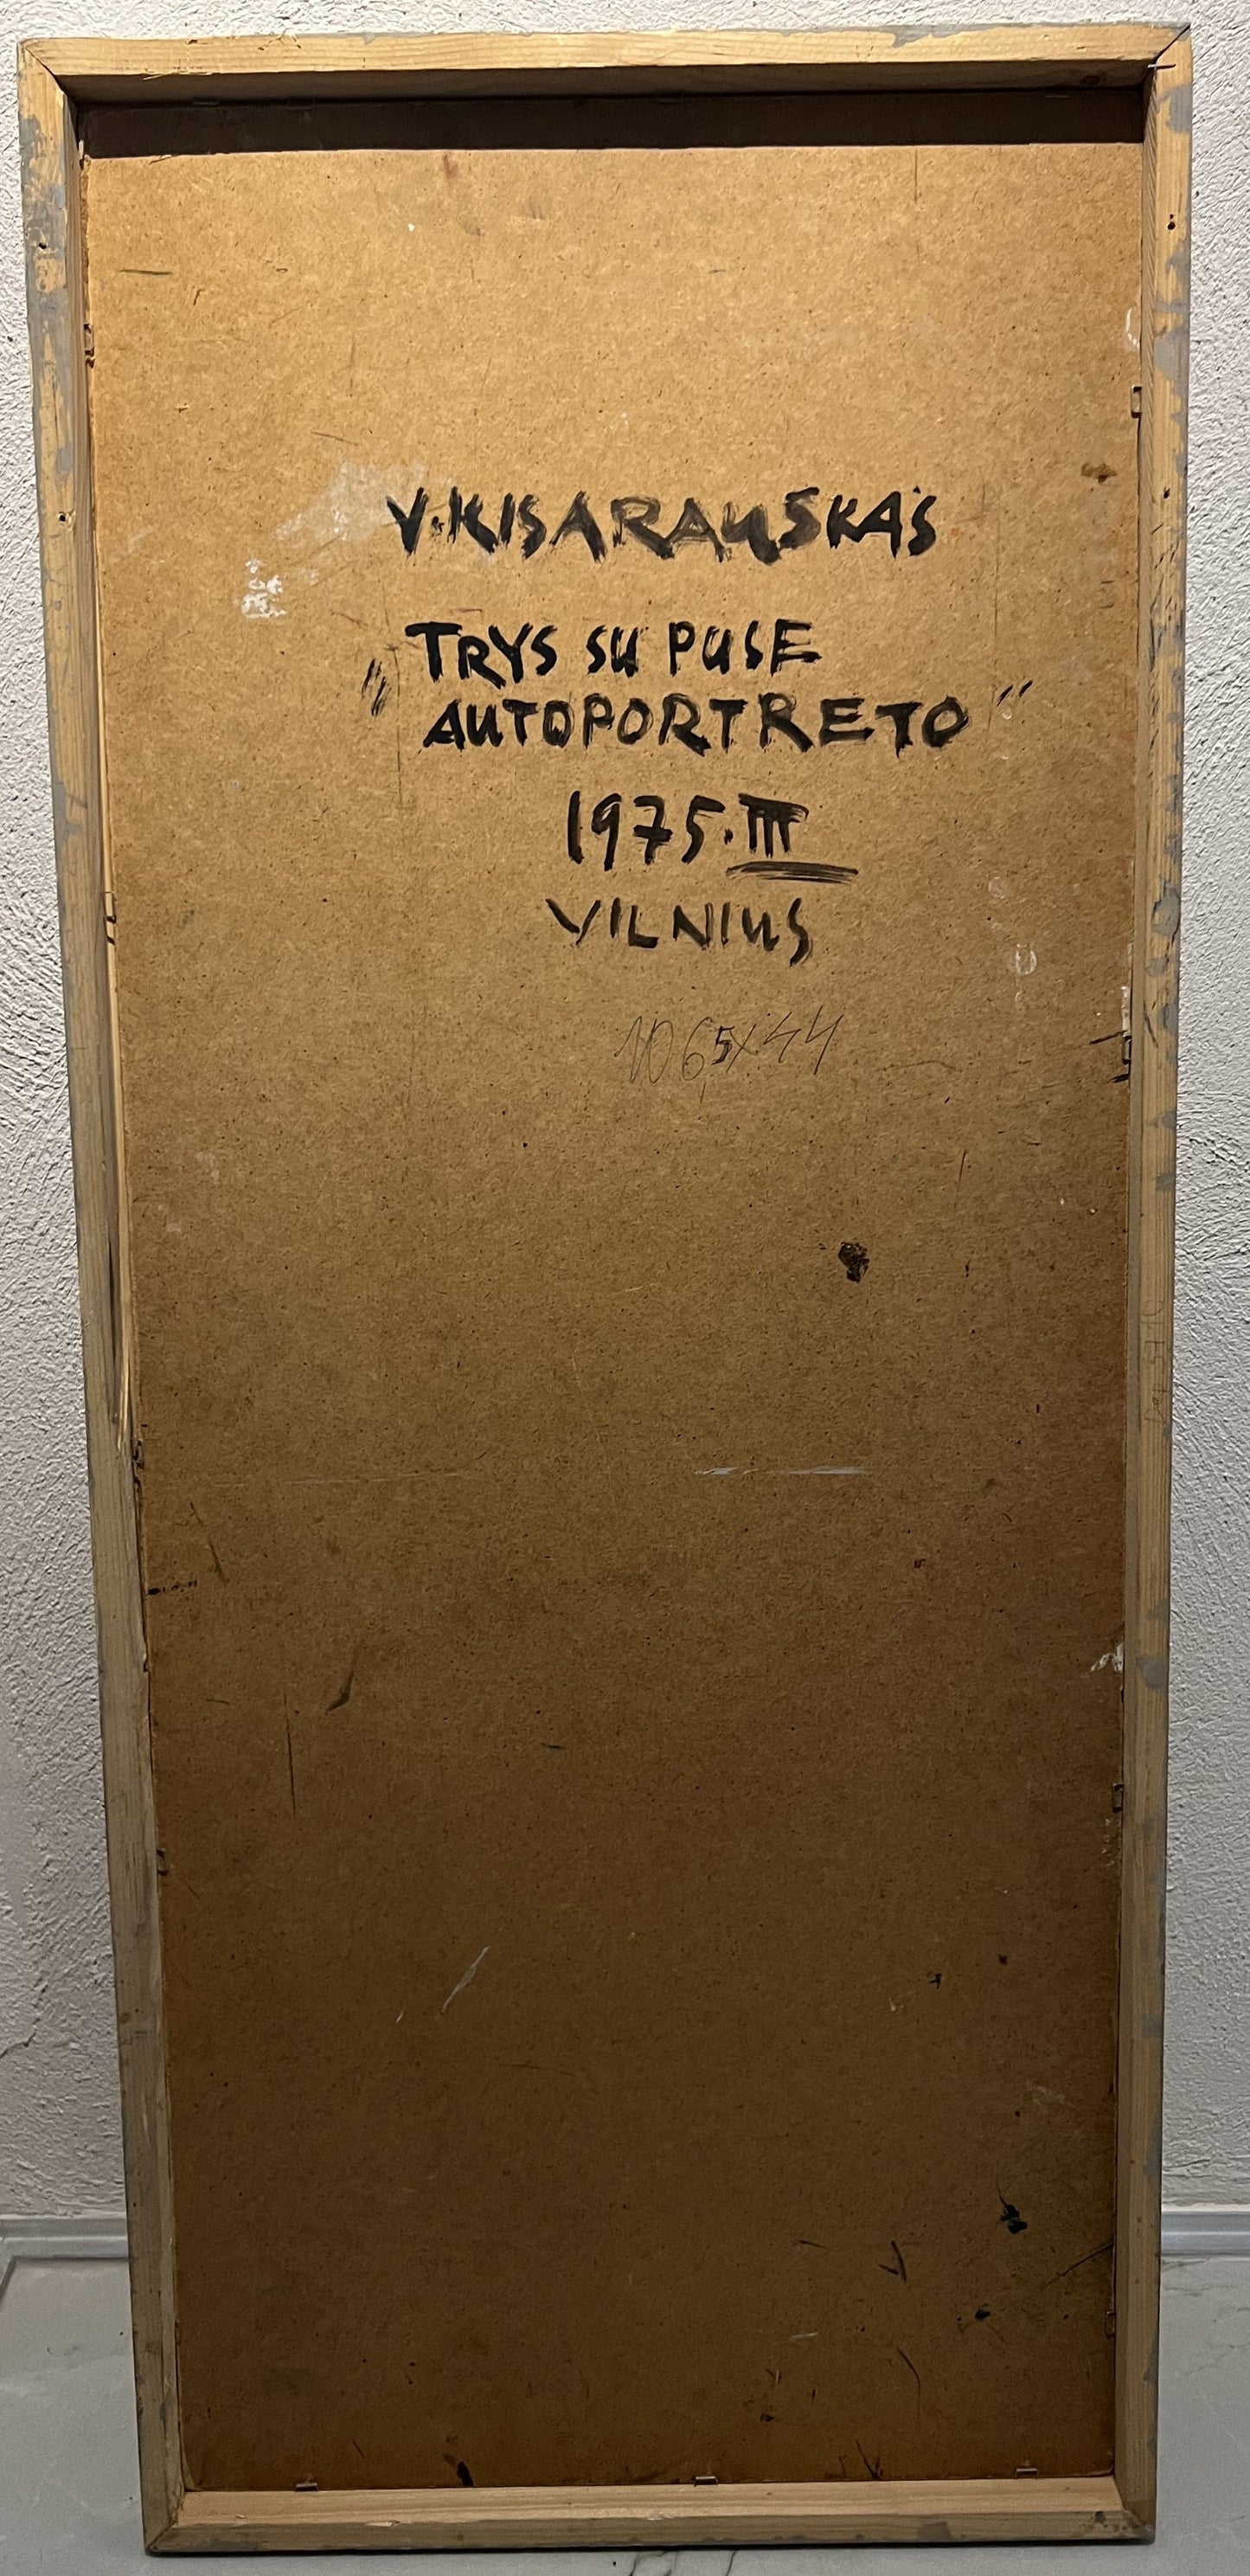 V. KISARAUSKAS
„TRYS SU PUSE
AUTOPORTRETO"
1975.III
VILNIUS
106,5x44